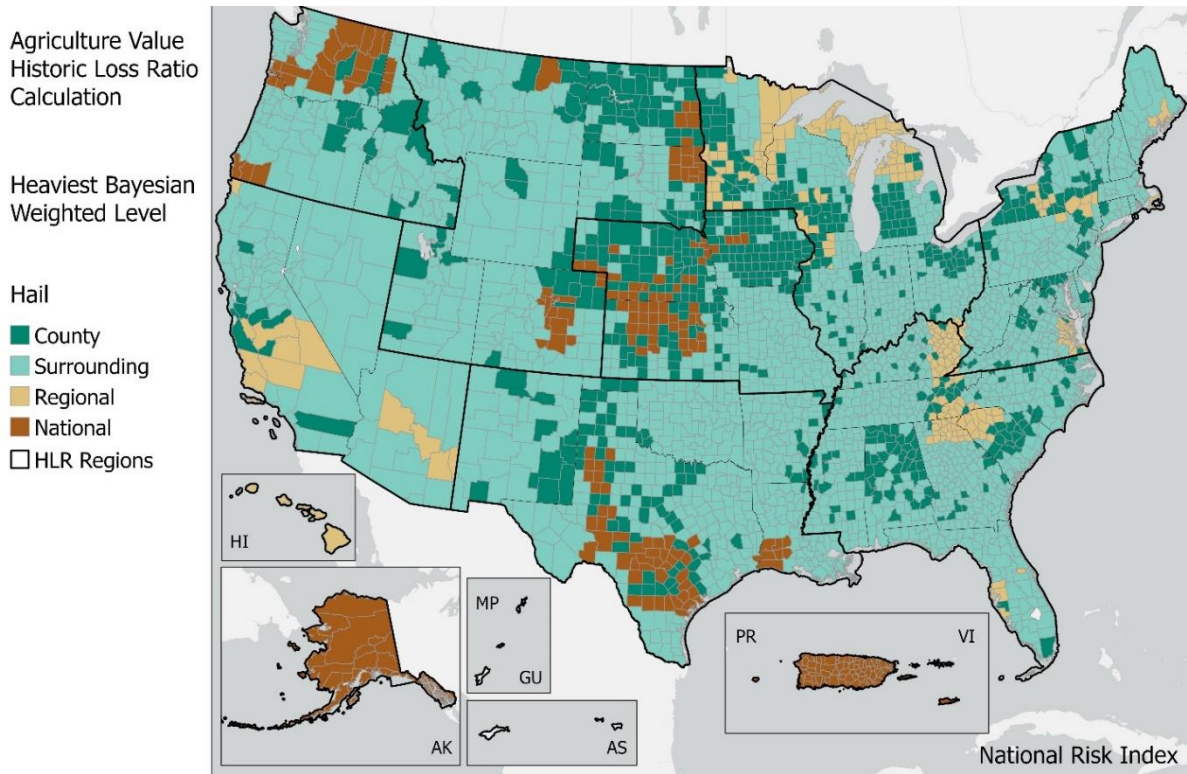 Agriculture Value
Historic Loss Ratio
Calculation
Heaviest Bayesian
Weighted Level
Hail
County
Surrounding
Regional
National
HLR Regions
HI
AK
MP
GU
AS
PR
VI
National Risk Index